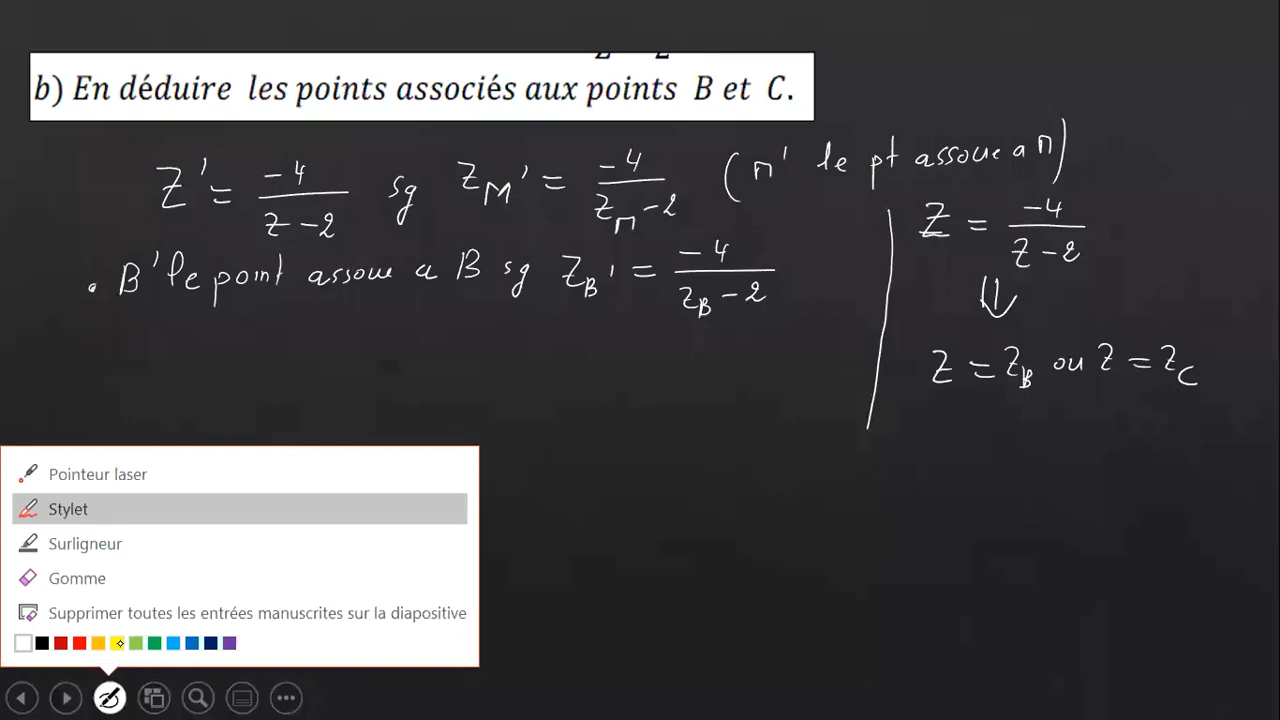 b) En déduire les points associés aux points B et C.
Z' = -4 / z - 2 sg z_M' = -4 / z_M - 2 (M' le pt associe a M)
. B' le point associe a B sg z_B' = -4 / z_B - 2
z = -4 / z - 2
⇓
z = z_B ou z = z_C
Pointeur laser
Stylet
Surligneur
Gomme
Supprimer toutes les entrées manuscrites sur la diapositive